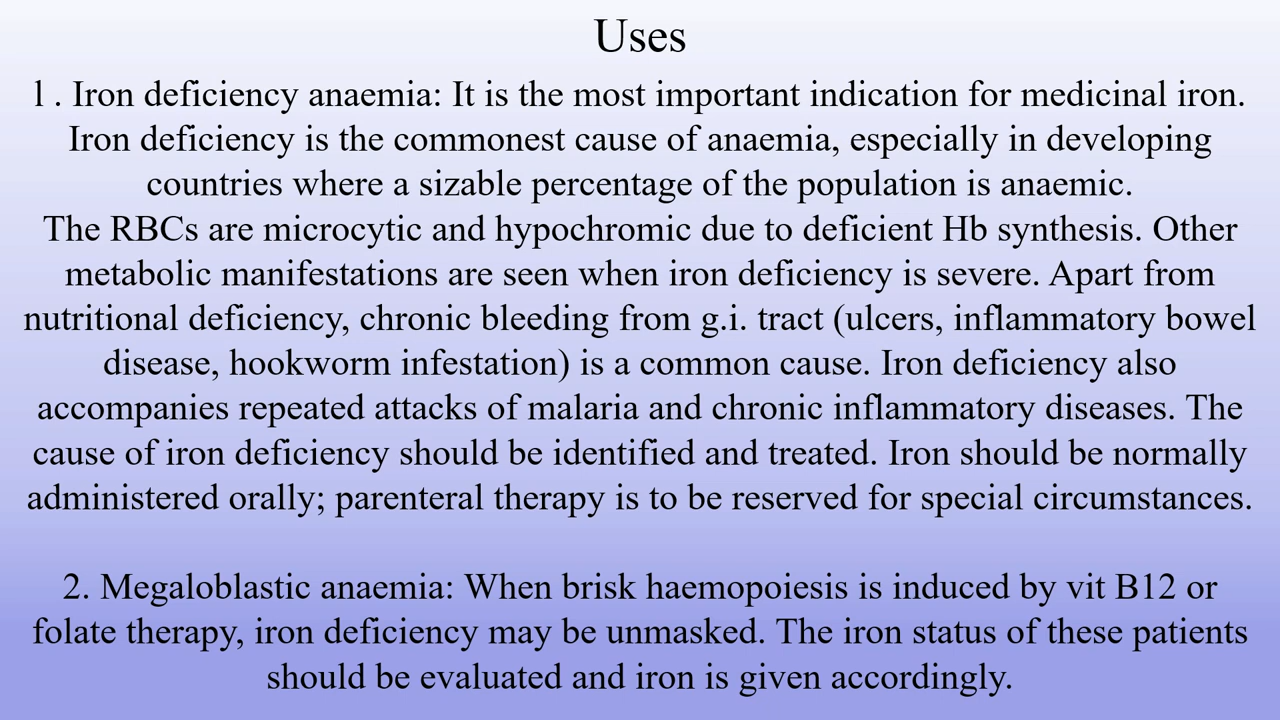 Uses
l . Iron deficiency anaemia: It is the most important indication for medicinal iron.
Iron deficiency is the commonest cause of anaemia, especially in developing
countries where a sizable percentage of the population is anaemic.
The RBCs are microcytic and hypochromic due to deficient Hb synthesis. Other
metabolic manifestations are seen when iron deficiency is severe. Apart from
nutritional deficiency, chronic bleeding from g.i. tract (ulcers, inflammatory bowel
disease, hookworm infestation) is a common cause. Iron deficiency also
accompanies repeated attacks of malaria and chronic inflammatory diseases. The
cause of iron deficiency should be identified and treated. Iron should be normally
administered orally; parenteral therapy is to be reserved for special circumstances.
2. Megaloblastic anaemia: When brisk haemopoiesis is induced by vit B12 or
folate therapy, iron deficiency may be unmasked. The iron status of these patients
should be evaluated and iron is given accordingly.